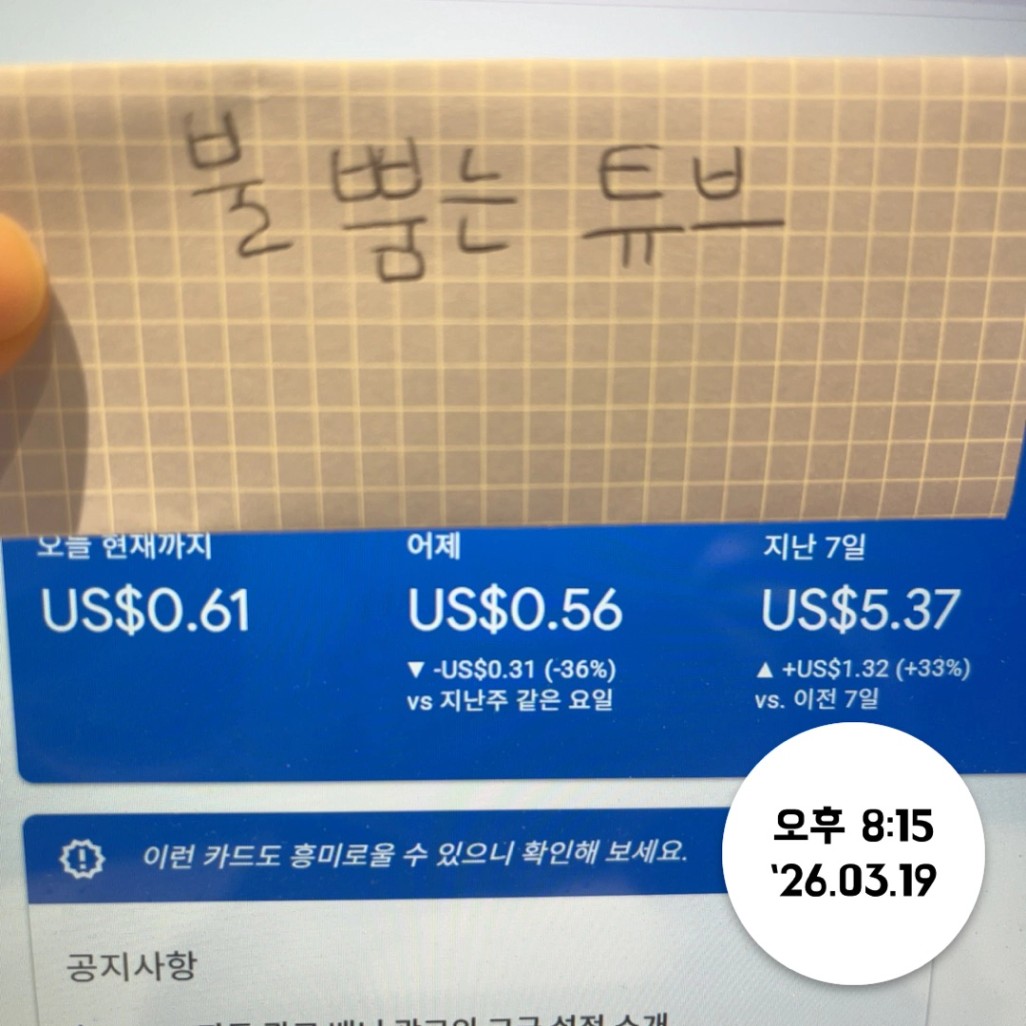 불 뿜는 튜브
오늘 현재까지
US$0.61
어제
US$0.56
▼ -US$0.31 (-36%)
vs 지난주 같은 요일
지난 7일
US$5.37
▲ +US$1.32 (+33%)
vs. 이전 7일
이런 카드도 흥미로울 수 있으니 확인해 보세요.
오후 8:15
‘26.03.19
공지사항